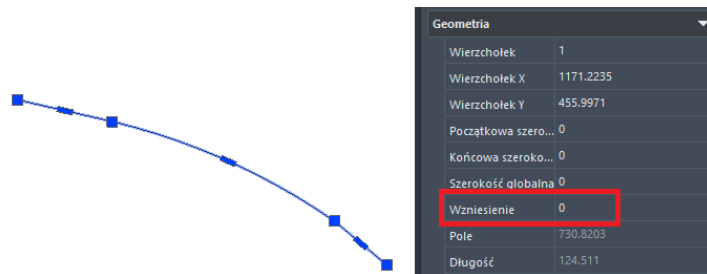 Geometria
Wierzchołek 1
Wierzchołek X 1171.2235
Wierzchołek Y 455.9971
Początkowa szero... 0
Końcowa szeroko... 0
Szerokość globalna 0
Wzniesienie 0
Pole 730.8203
Długość 124.511